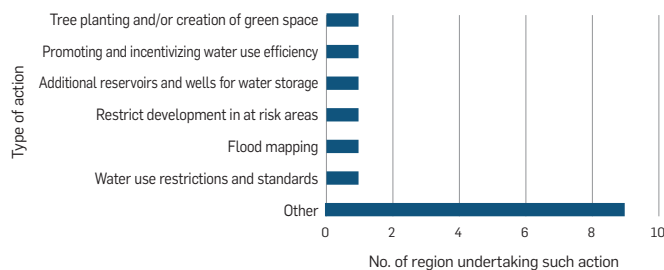 Type of action
Tree planting and/or creation of green space
Promoting and incentivizing water use efficiency
Additional reservoirs and wells for water storage
Restrict development in at risk areas
Flood mapping
Water use restrictions and standards
Other
0 2 4 6 8 10
No. of region undertaking such action